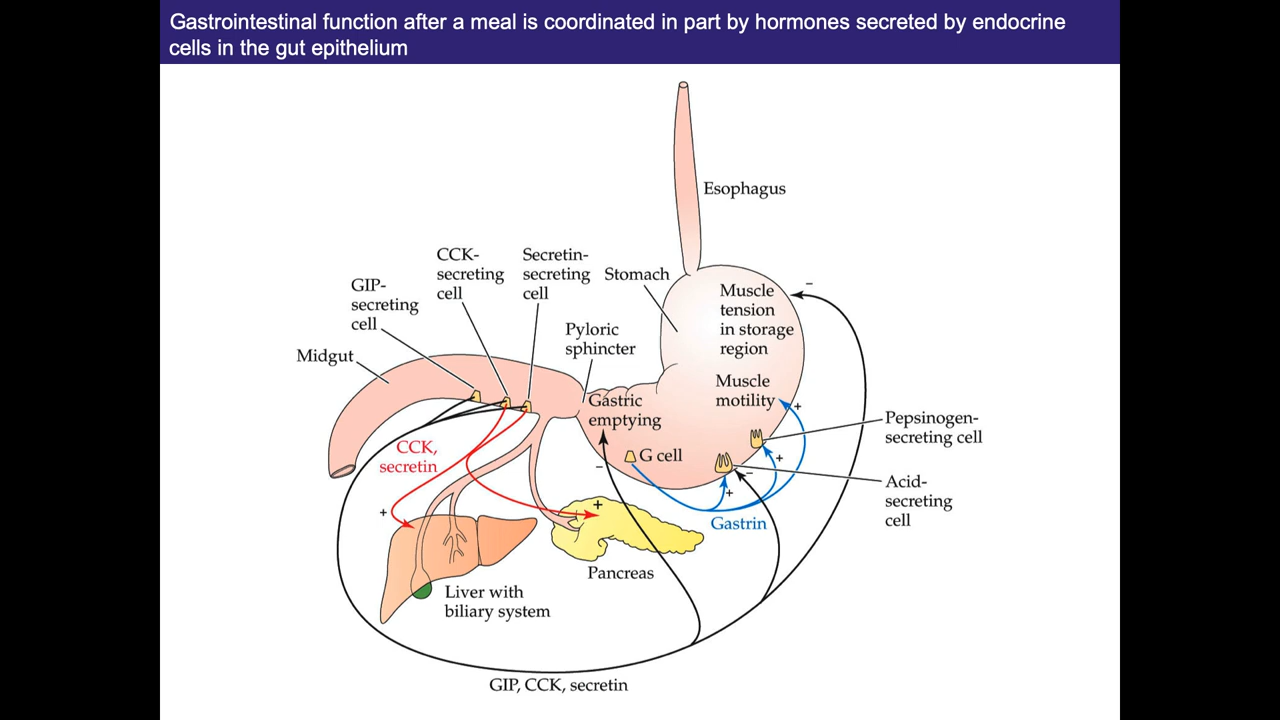 Gastrointestinal function after a meal is coordinated in part by hormones secreted by endocrine
cells in the gut epithelium
Esophagus
CCK-
secreting
cell
Secretin-
secreting
cell
Stomach
GIP-
secreting
cell
Muscle
tension
in storage
region
−
Pyloric
sphincter
Midgut
Muscle
motility
+
Gastric
emptying
Pepsinogen-
secreting cell
CCK,
secretin
−
G cell
+
−
Acid-
secreting
cell
+
+
+
Gastrin
Pancreas
Liver with
biliary system
GIP, CCK, secretin